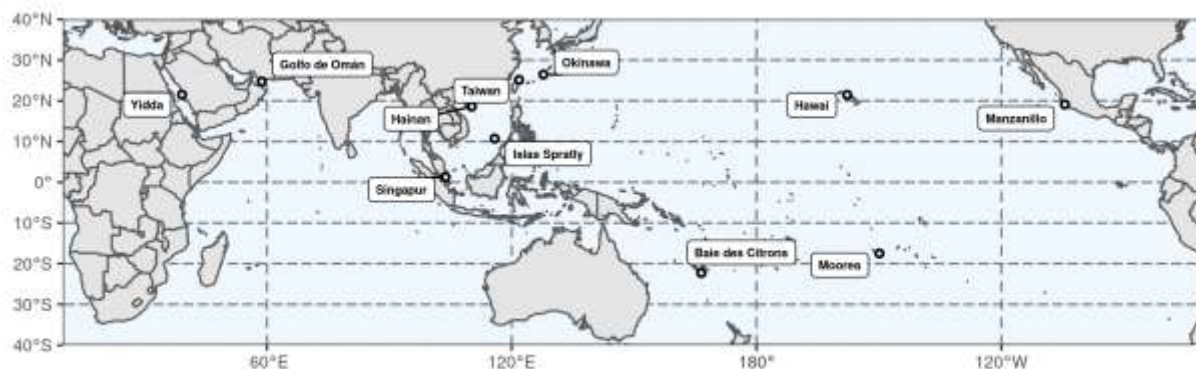 40°N
30°N
20°N
10°N
0°
10°S
20°S
30°S
40°S
Golfo de Omán
Okinawa
Taiwan
Yidda
Hainan
Hawai
Manzanillo
Islas Spratly
Singapur
Baie des Citrons
Moorea
60°E
120°E
180°
120°W